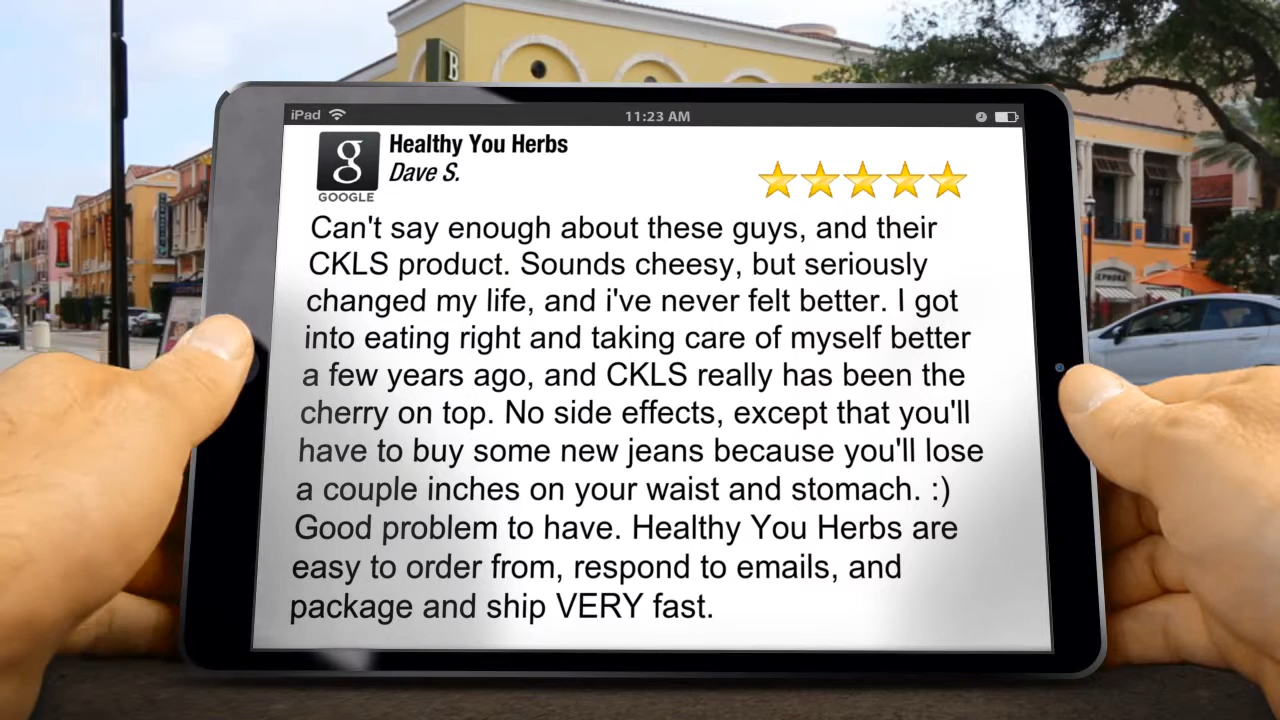 B
iPad
11:23 AM
g
GOOGLE
Healthy You Herbs
Dave S.
Can't say enough about these guys, and their
CKLS product. Sounds cheesy, but seriously
changed my life, and i've never felt better. I got
into eating right and taking care of myself better
a few years ago, and CKLS really has been the
cherry on top. No side effects, except that you'll
have to buy some new jeans because you'll lose
a couple inches on your waist and stomach. :)
Good problem to have. Healthy You Herbs are
easy to order from, respond to emails, and
package and ship VERY fast.
SEPHORA